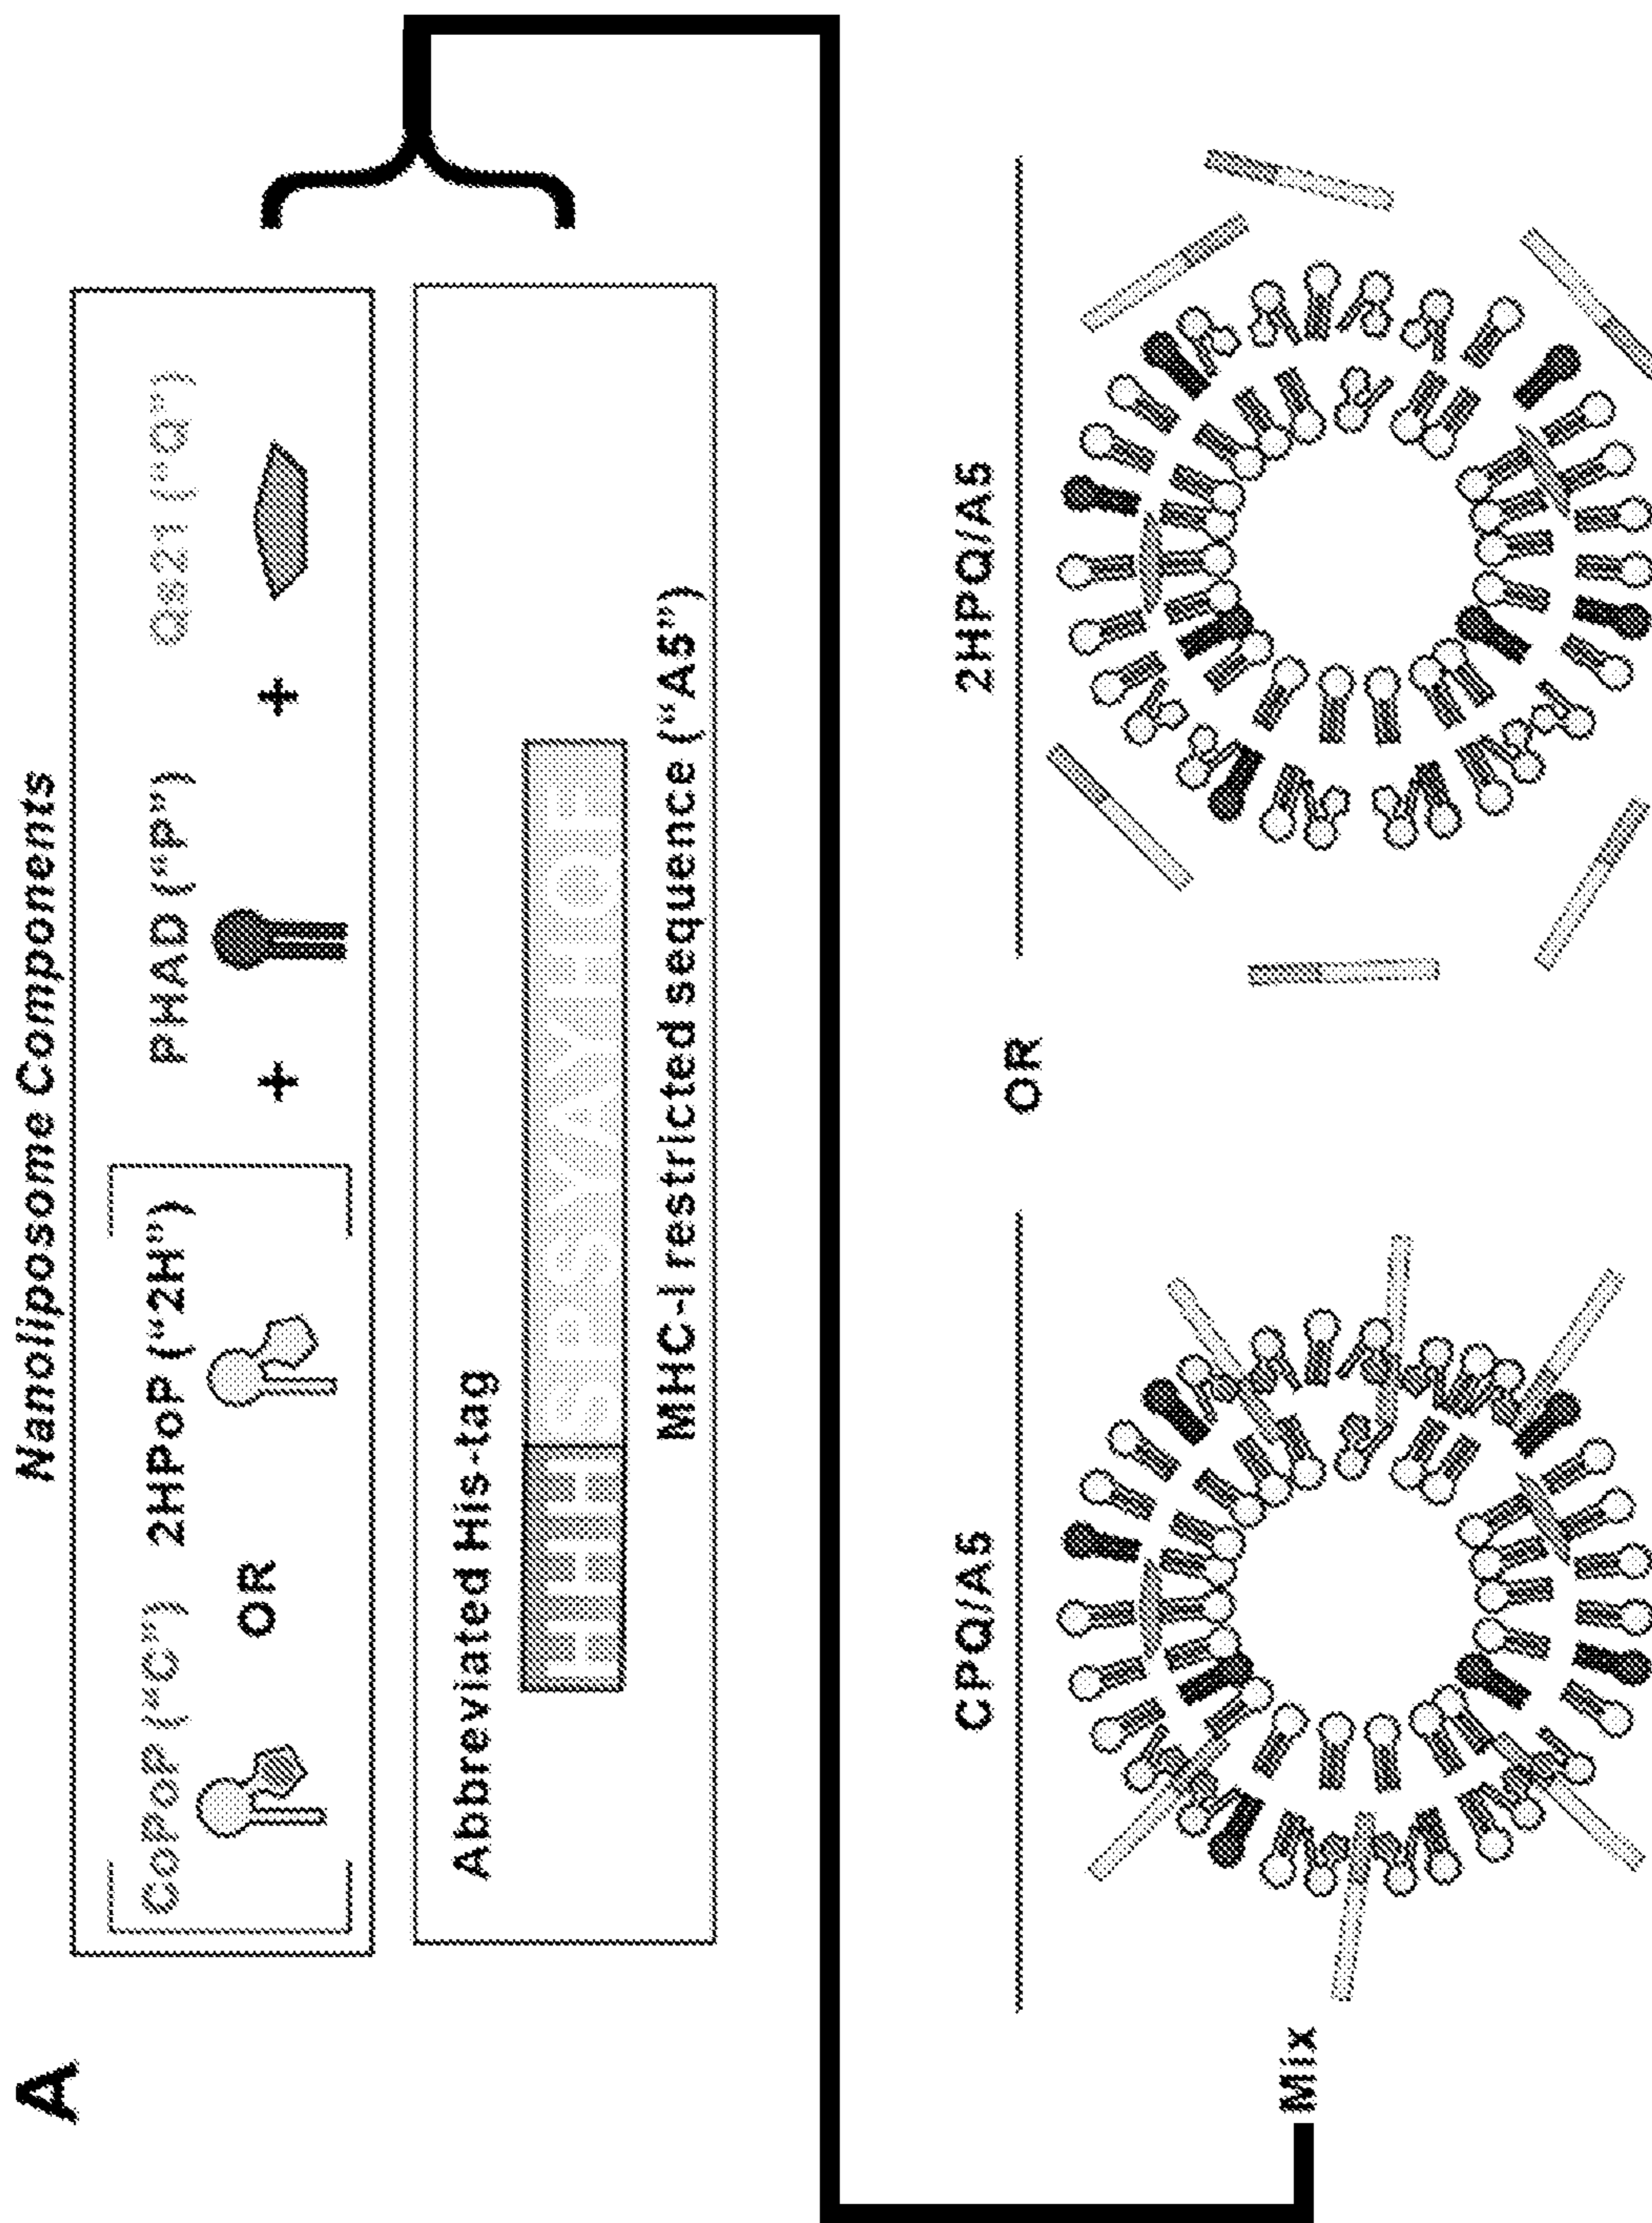 A
Nanoliposome Components
CoPoP (“C”)
OR
2HPoP (“2H”)
+
PHAD (“P”)
+
Qs21 (“Q”)
Abbreviated His-tag
HHHSPSYAYHQF
MHC-I restricted sequence (“A5”)
Mix
CPQ/A5
OR
2HPQ/A5